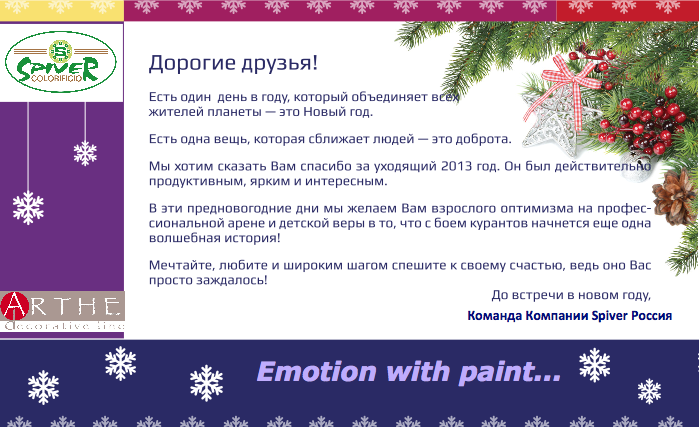 SPIVER
COLORIFICIO
Дорогие друзья!
Есть один день в году, который объединяет всех
жителей планеты — это Новый год.
Есть одна вещь, которая сближает людей — это доброта.
Мы хотим сказать Вам спасибо за уходящий 2013 год. Он был действительно
продуктивным, ярким и интересным.
В эти предновогодние дни мы желаем Вам взрослого оптимизма на профес-
сиональной арене и детской веры в то, что с боем курантов начнется еще одна
волшебная история!
Мечтайте, любите и широким шагом спешите к своему счастью, ведь оно Вас
просто заждалось!
До встречи в новом году,
Команда Компании Spiver Россия
ARTHE
decorative line
Emotion with paint...